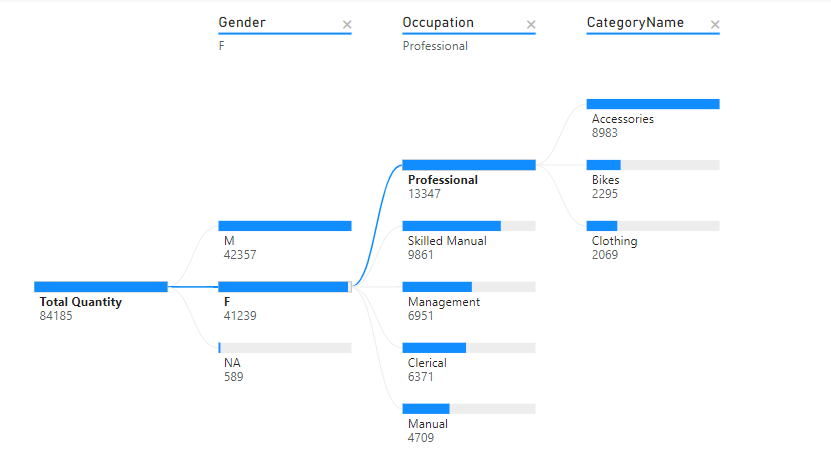 Gender
F
Occupation
Professional
CategoryName
Total Quantity
84185
M
42357
F
41239
NA
589
Professional
13347
Skilled Manual
9861
Management
6951
Clerical
6371
Manual
4709
Accessories
8983
Bikes
2295
Clothing
2069